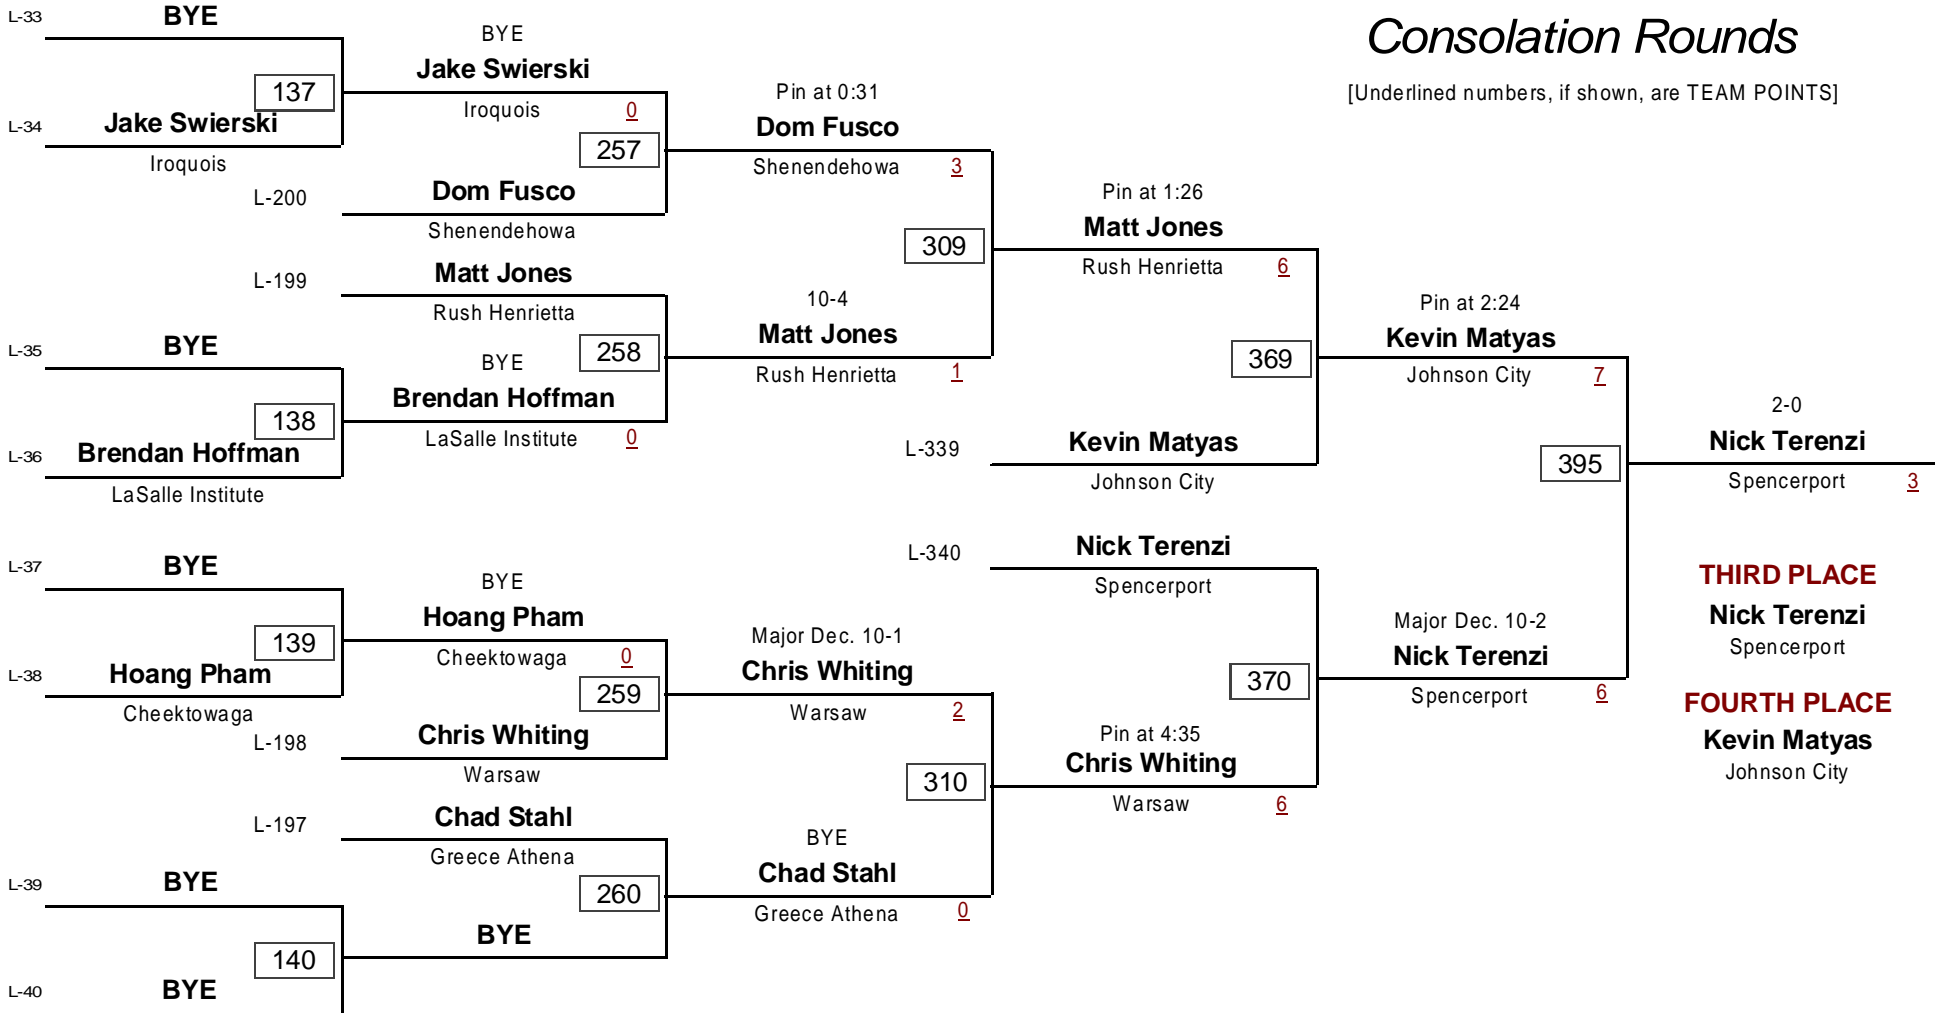 Consolation Rounds
[Underlined numbers, if shown, are TEAM POINTS]
L-33
BYE
137
L-34
Jake Swierski
Iroquois
BYE
Jake Swierski
Iroquois
0
257
L-200
Dom Fusco
Shenendehowa
L-199
Matt Jones
Rush Henrietta
258
L-35
BYE
138
L-36
Brendan Hoffman
LaSalle Institute
BYE
Brendan Hoffman
LaSalle Institute
0
L-37
BYE
139
L-38
Hoang Pham
Cheektowaga
BYE
Hoang Pham
Cheektowaga
0
259
L-198
Chris Whiting
Warsaw
L-197
Chad Stahl
Greece Athena
260
L-39
BYE
140
L-40
BYE
BYE
Pin at 0:31
Dom Fusco
Shenendehowa
3
309
10-4
Matt Jones
Rush Henrietta
1
Major Dec. 10-1
Chris Whiting
Warsaw
2
310
BYE
Chad Stahl
Greece Athena
0
Pin at 1:26
Matt Jones
Rush Henrietta
6
369
L-339
Kevin Matyas
Johnson City
L-340
Nick Terenzi
Spencerport
370
Pin at 4:35
Chris Whiting
Warsaw
6
Pin at 2:24
Kevin Matyas
Johnson City
7
395
Major Dec. 10-2
Nick Terenzi
Spencerport
6
2-0
Nick Terenzi
Spencerport
3
THIRD PLACE
Nick Terenzi
Spencerport
FOURTH PLACE
Kevin Matyas
Johnson City